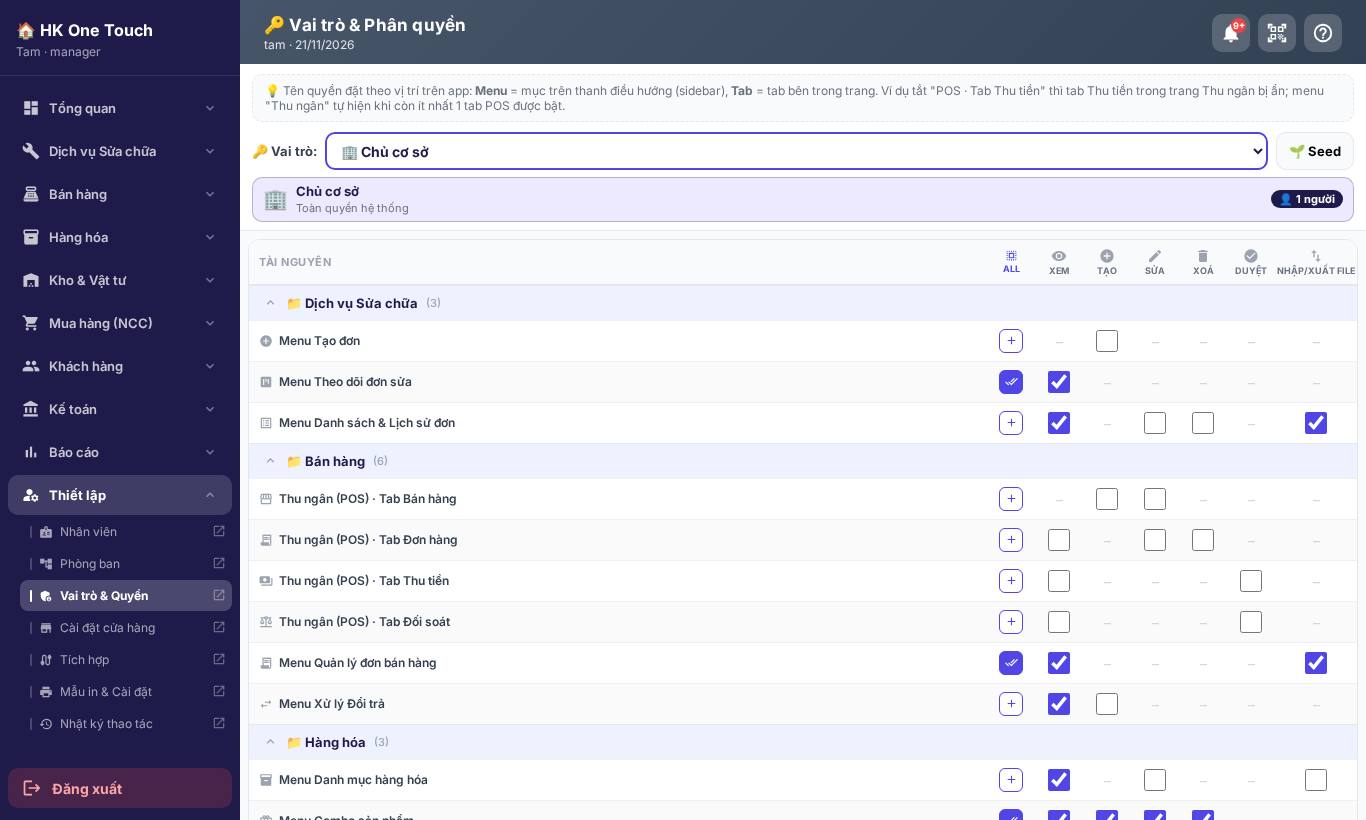 🏠 HK One Touch
Tam · manager
Tổng quan
Dịch vụ Sửa chữa
Bán hàng
Hàng hóa
Kho & Vật tư
Mua hàng (NCC)
Khách hàng
Kế toán
Báo cáo
Thiết lập
Nhân viên
Phòng ban
Vai trò & Quyền
Cài đặt cửa hàng
Tích hợp
Mẫu in & Cài đặt
Nhật ký thao tác
Đăng xuất
🔑 Vai trò & Phân quyền
tam · 21/11/2026
9+
💡 Tên quyền đặt theo vị trí trên app: Menu = mục trên thanh điều hướng (sidebar), Tab = tab bên trong trang. Ví dụ tắt "POS · Tab Thu tiền" thì tab Thu tiền trong trang Thu ngân bị ẩn; menu
"Thu ngân" tự hiện khi còn ít nhất 1 tab POS được bật.
🔑 Vai trò: 🏢 Chủ cơ sở 🌱 Seed
🏢 Chủ cơ sở
Toàn quyền hệ thống
👤 1 người
TÀI NGUYÊN ALL XEM TẠO SỬA XOÁ DUYỆT NHẬP/XUẤT FILE
📁 Dịch vụ Sửa chữa (3)
Menu Tạo đơn + – – – – –
Menu Theo dõi đơn sửa – – – – –
Menu Danh sách & Lịch sử đơn + – –
📁 Bán hàng (6)
Thu ngân (POS) · Tab Bán hàng + – – – –
Thu ngân (POS) · Tab Đơn hàng + – – –
Thu ngân (POS) · Tab Thu tiền + – – – –
Thu ngân (POS) · Tab Đối soát + – – – –
Menu Quản lý đơn bán hàng – – – –
Menu Xử lý Đổi trả + – – – –
📁 Hàng hóa (3)
Menu Danh mục hàng hóa + – – –
Menu Combo sản phẩm